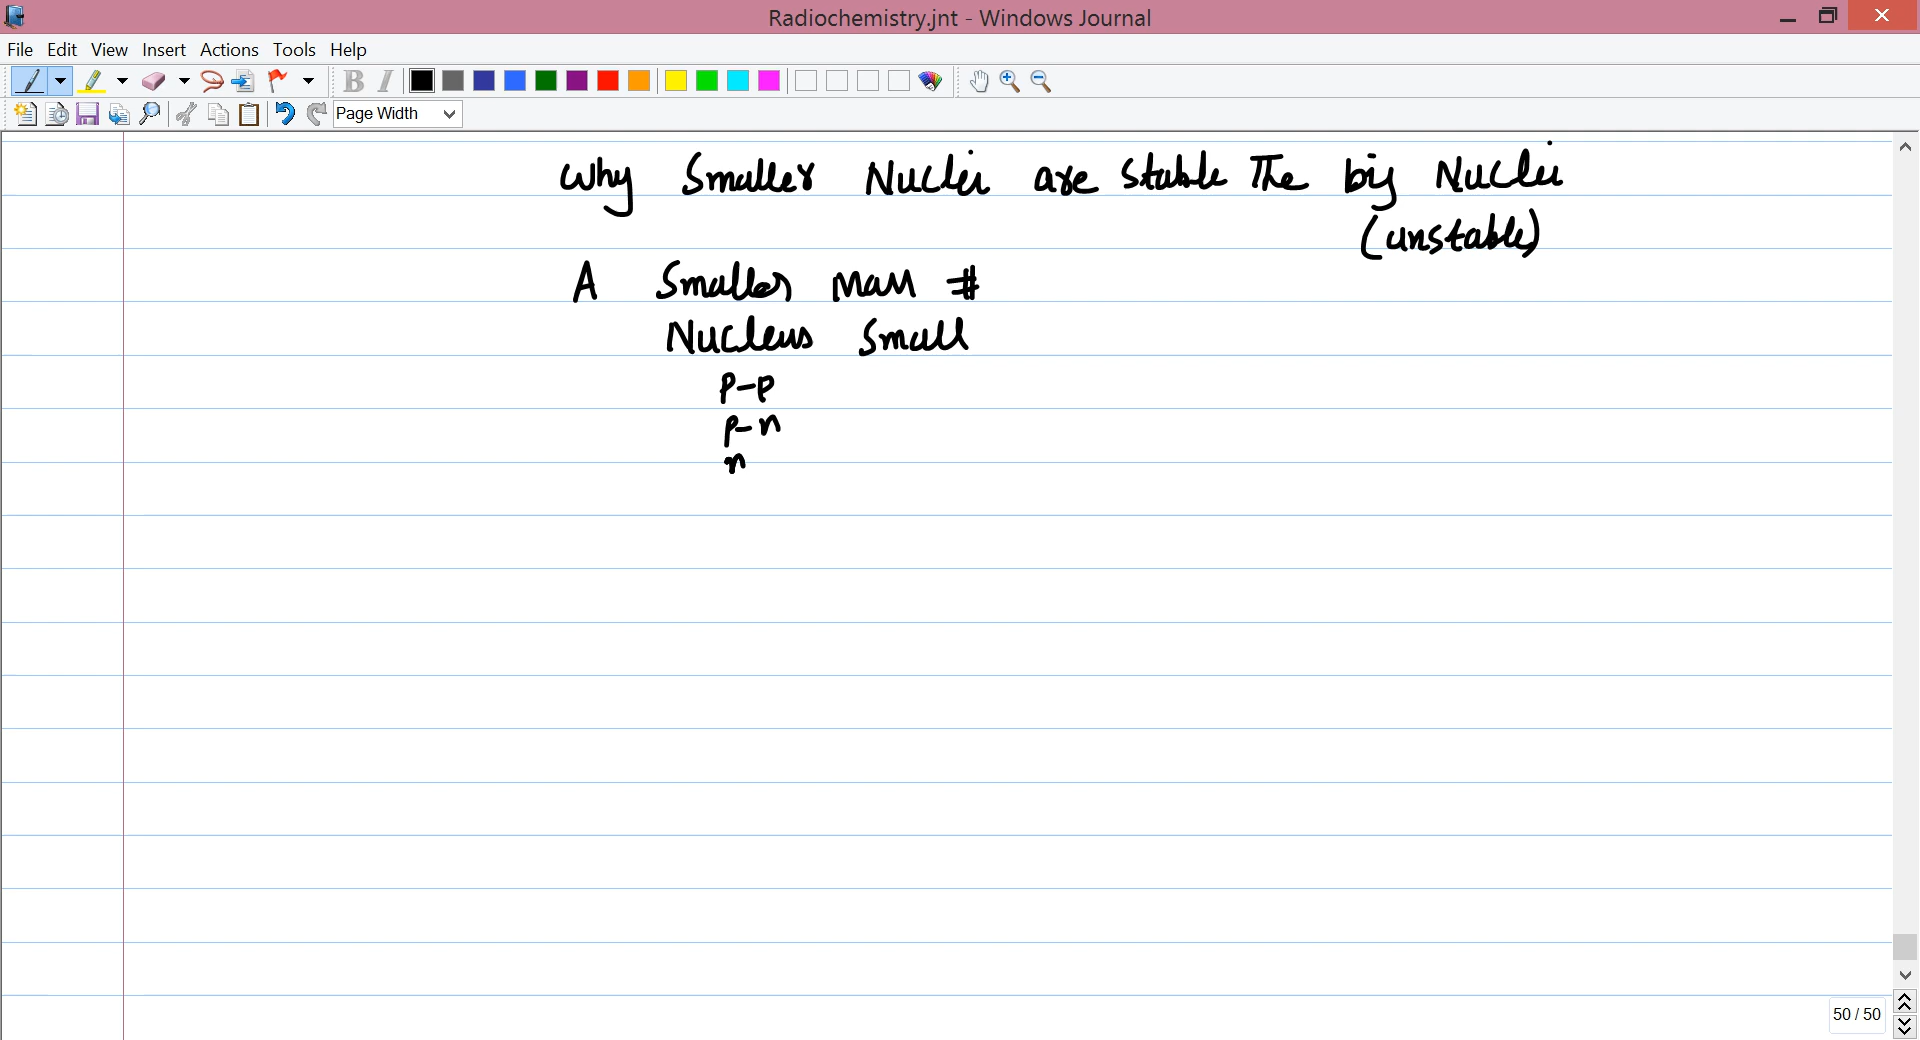 Radiochemistry.jnt - Windows Journal
File Edit View Insert Actions Tools Help
B I
Page Width
Why Smaller Nuclei are Stable The big Nuclei
(unstable)
A Smaller Mass #
Nucleus Small
P-P
P-n
n
50 / 50